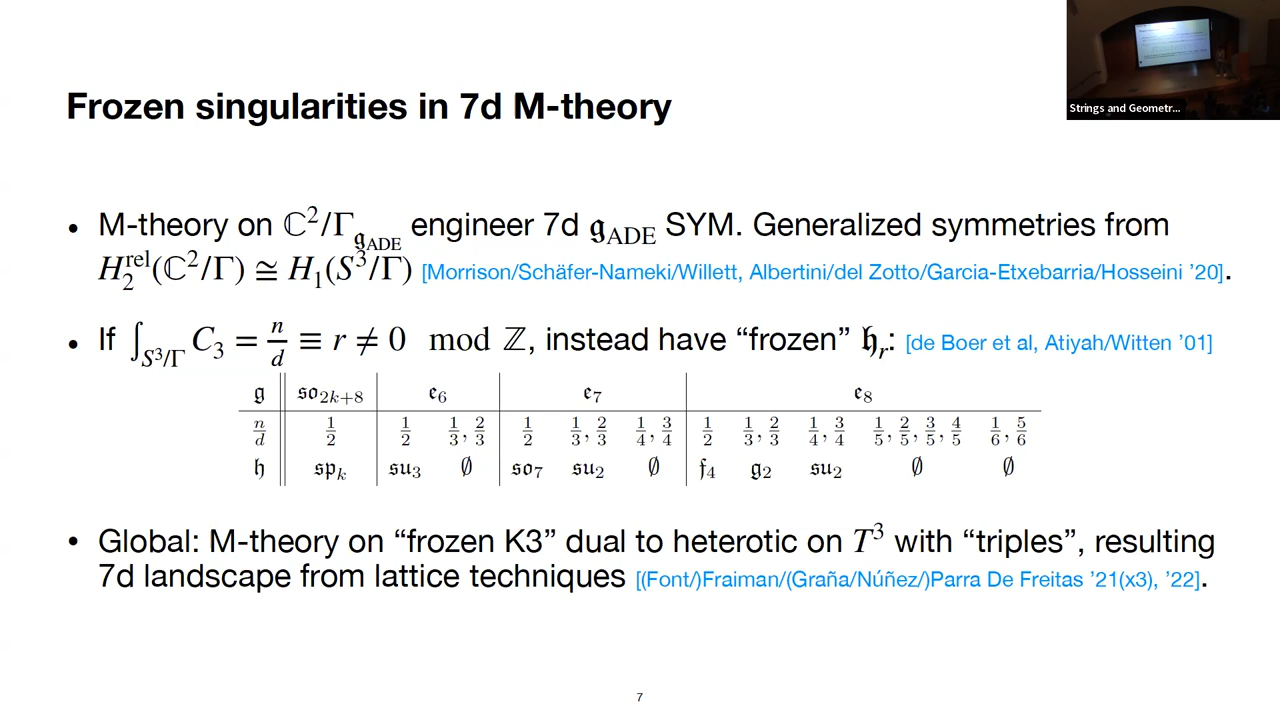 Strings and Geometr...
Frozen singularities in 7d M-theory
• M-theory on ℂ²/Γ_𝔤ADE engineer 7d 𝔤_ADE SYM. Generalized symmetries from
H₂^rel(ℂ²/Γ) ≅ H₁(S³/Γ) [Morrison/Schäfer-Nameki/Willett, Albertini/del Zotto/Garcia-Etxebarria/Hosseini ’20].
• If ∫_{S³/Γ} C₃ = n/d ≡ r ≠ 0 mod ℤ, instead have “frozen” 𝔥_r: [de Boer et al, Atiyah/Witten ’01]
𝔤 𝔰𝔬_{2k+8} 𝔢₆ 𝔢₇ 𝔢₈
n/d 1/2 1/2 1/3, 2/3 1/2 1/3, 2/3 1/4, 3/4 1/2 1/3, 2/3 1/4, 3/4 1/5, 2/5, 3/5, 4/5 1/6, 5/6
𝔥 𝔰𝔭_k 𝔰𝔲₃ ∅ 𝔰𝔬₇ 𝔰𝔲₂ ∅ 𝔣₄ 𝔤₂ 𝔰𝔲₂ ∅ ∅
• Global: M-theory on “frozen K3” dual to heterotic on T³ with “triples”, resulting
7d landscape from lattice techniques [(Font/)Fraiman/(Graña/Núñez/)Parra De Freitas ’21(x3), ’22].
7